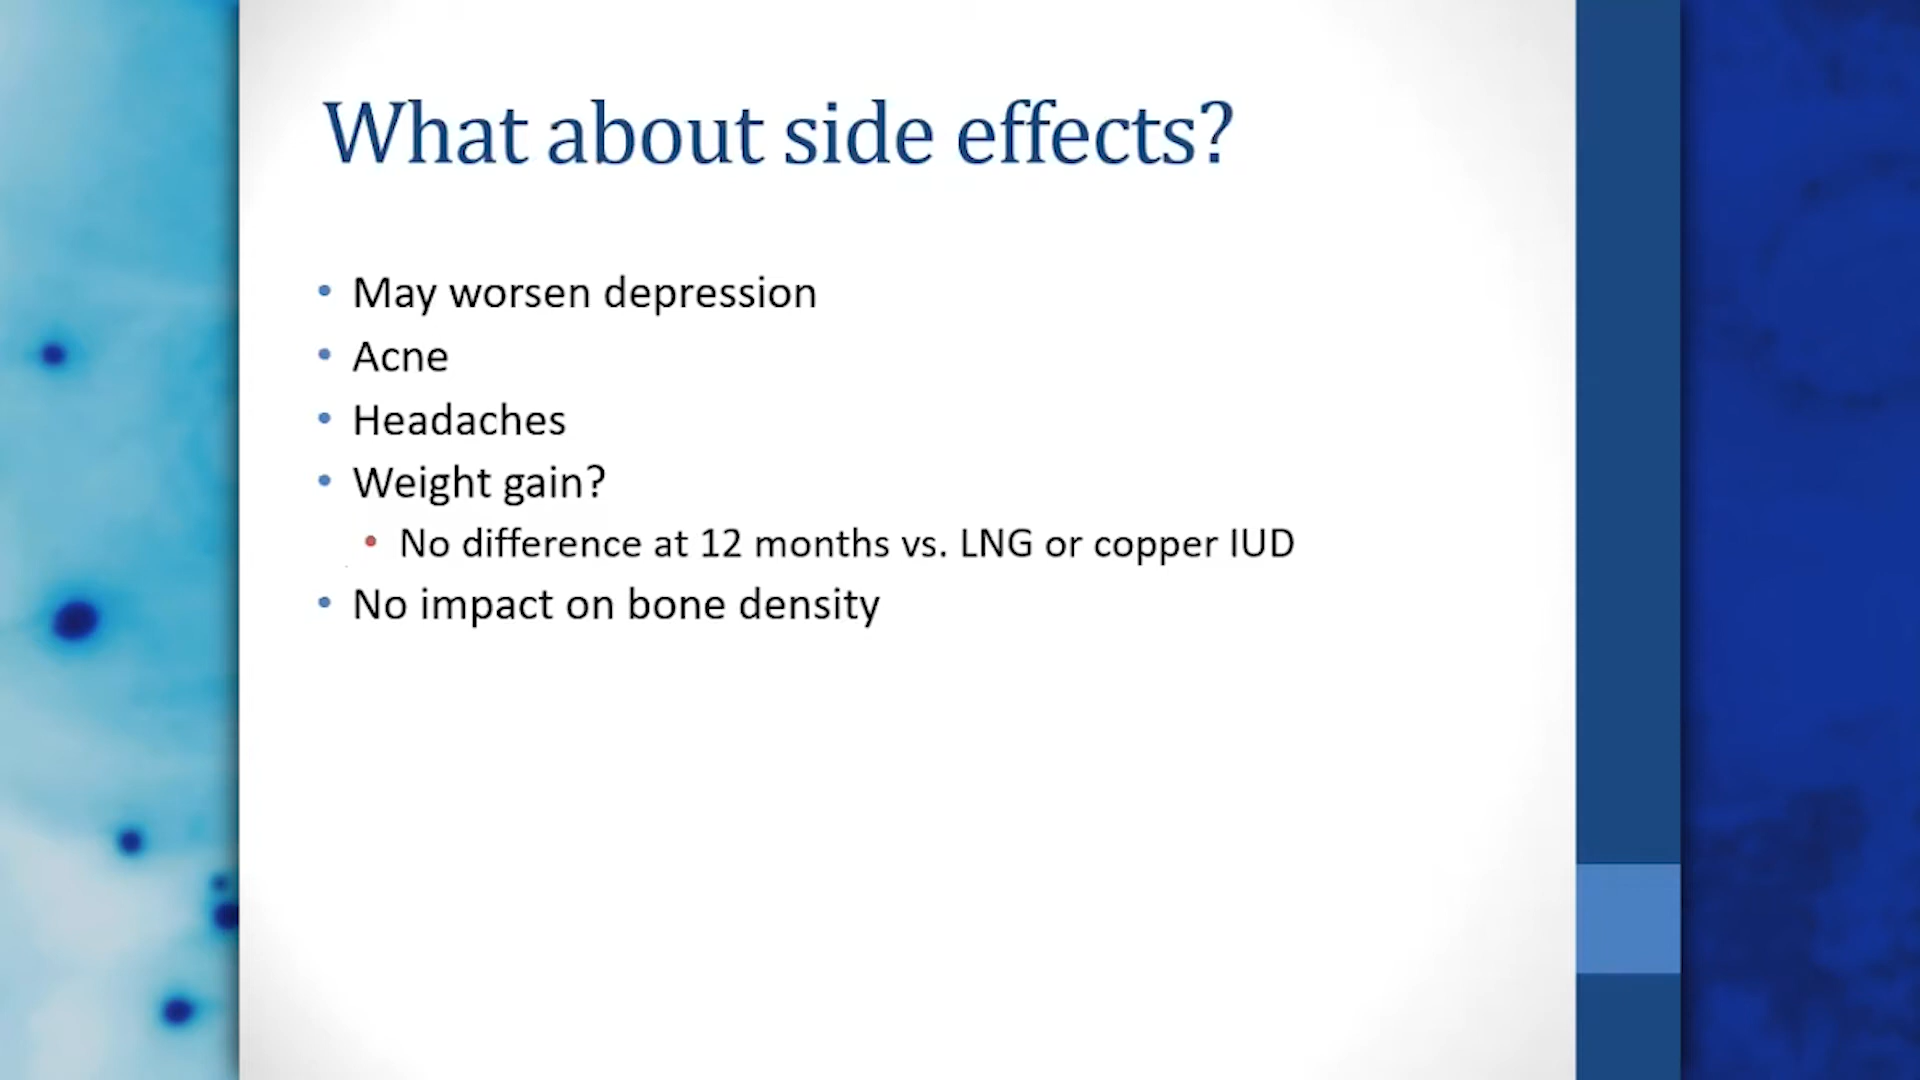 What about side effects?
• May worsen depression
• Acne
• Headaches
• Weight gain?
• No difference at 12 months vs. LNG or copper IUD
• No impact on bone density